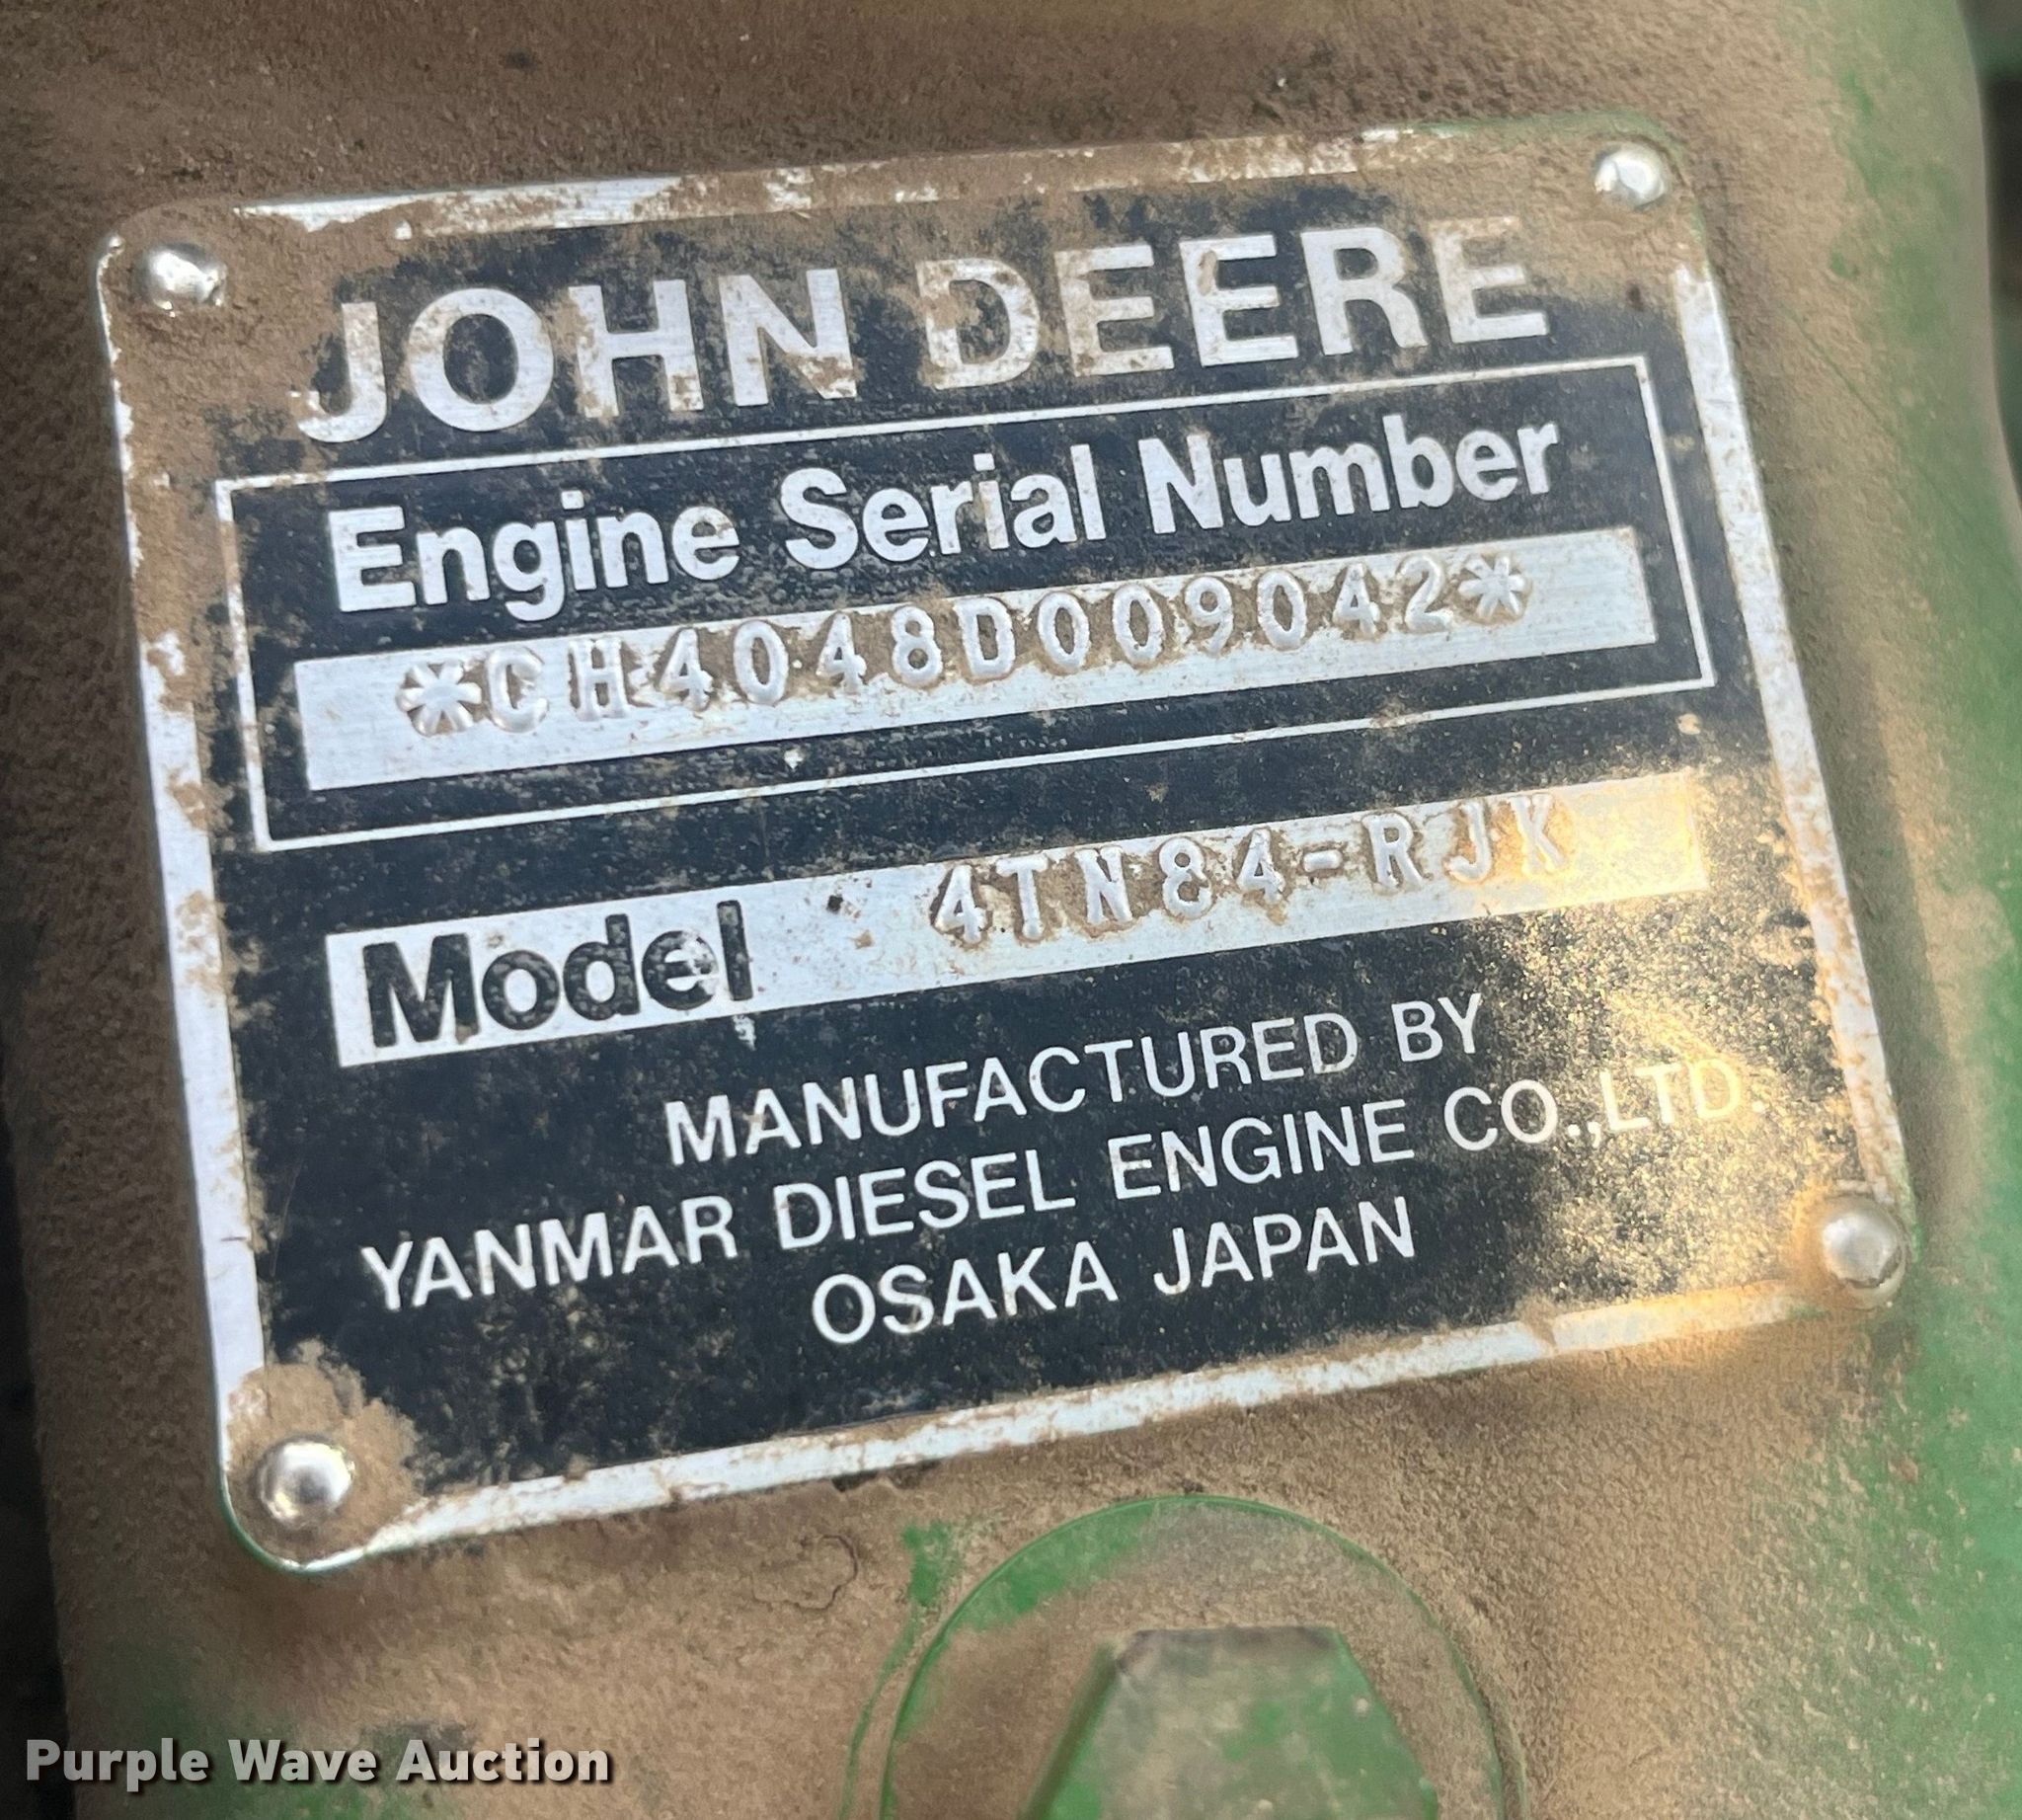 JOHN DEERE
Engine Serial Number
*CH4048D009042*
Model 4TN84-RJK
MANUFACTURED BY
YANMAR DIESEL ENGINE CO.,LTD.
OSAKA JAPAN
Purple Wave Auction